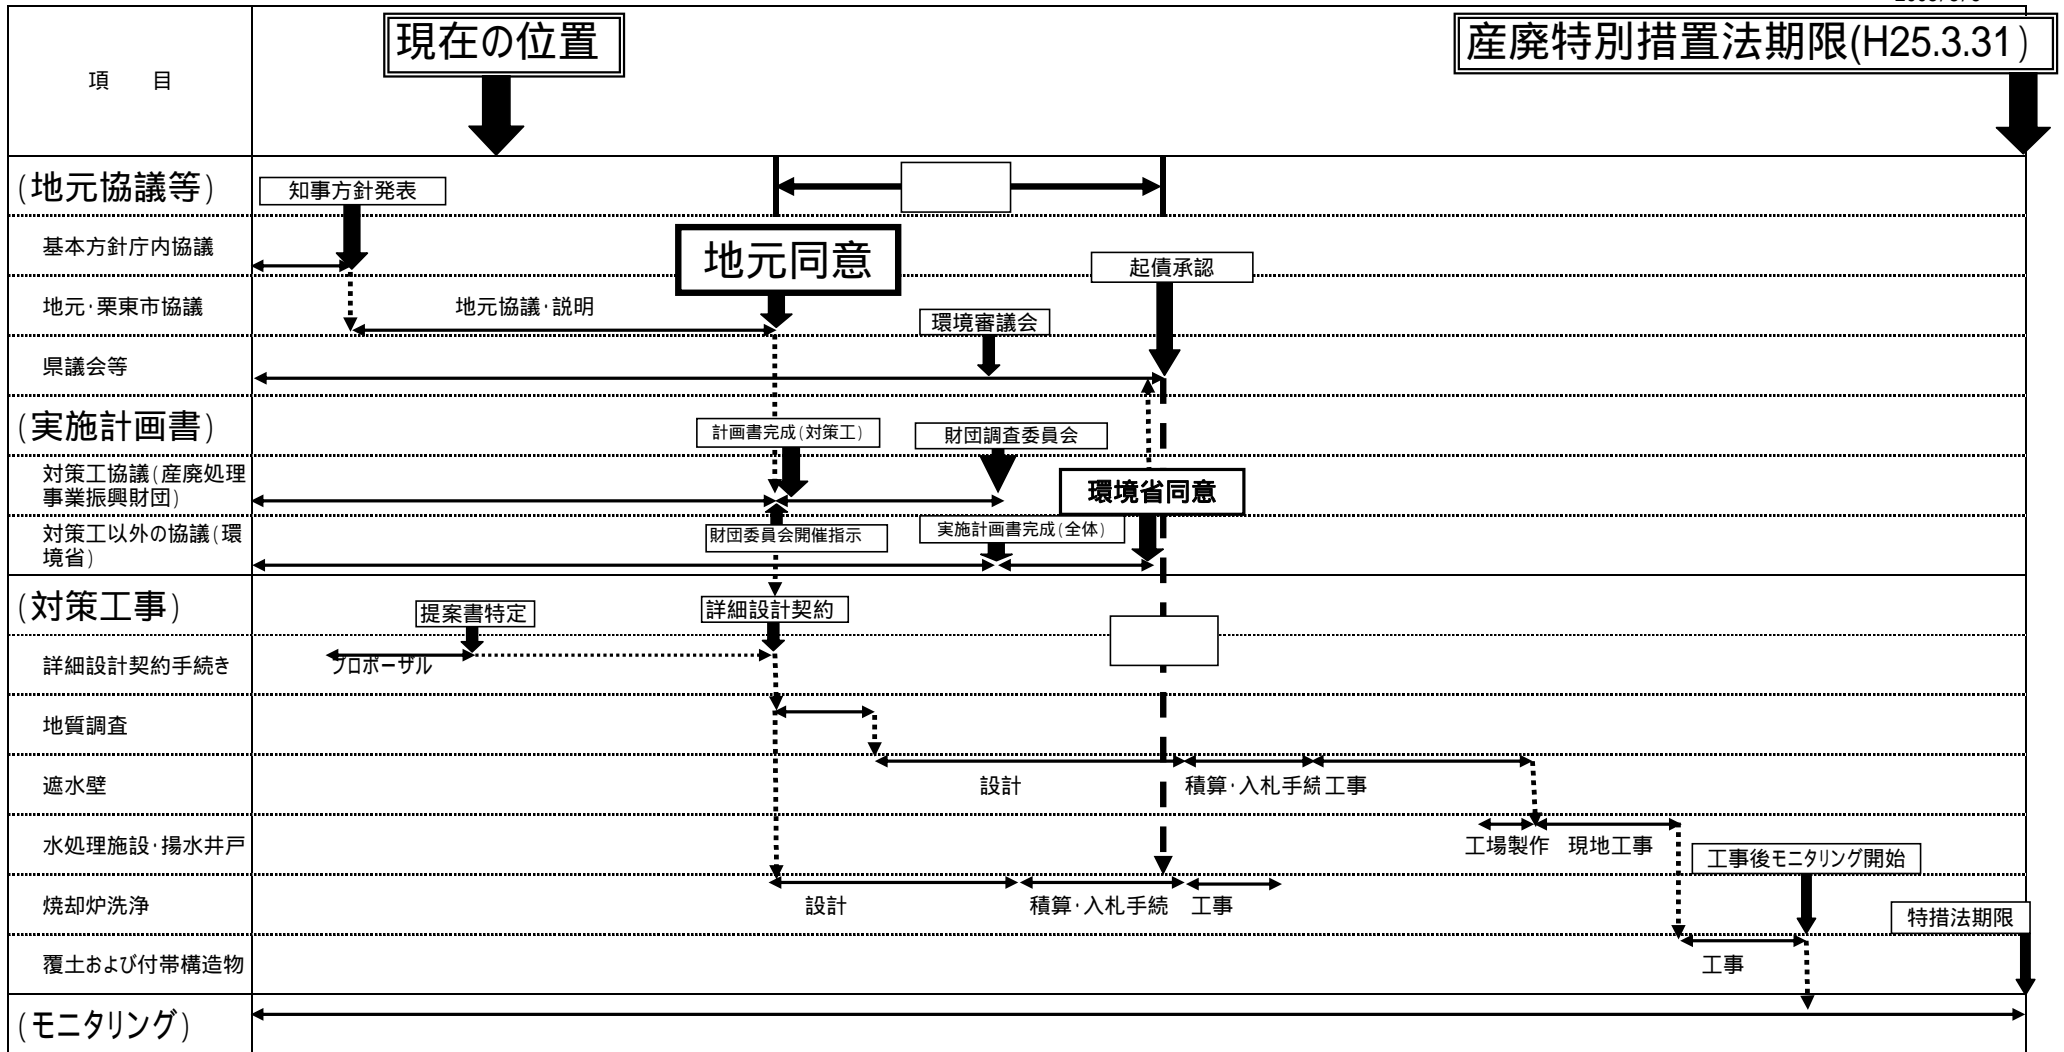 現在の位置
産廃特別措置法期限(H25.3.31)
項 目
(地元協議等)
知事方針発表
基本方針庁内協議
地元同意
起債承認
地元・栗東市協議
地元協議・説明
環境審議会
県議会等
(実施計画書)
計画書完成(対策工)
財団調査委員会
対策工協議(産廃処理
事業振興財団)
環境省同意
対策工以外の協議(環
境省)
財団委員会開催指示
実施計画書完成(全体)
(対策工事)
提案書特定
詳細設計契約
詳細設計契約手続き
プロポーザル
地質調査
遮水壁
設計
積算・入札手続
工事
水処理施設・揚水井戸
工場製作
現地工事
工事後モニタリング開始
焼却炉洗浄
設計
積算・入札手続
工事
特措法期限
覆土および付帯構造物
工事
(モニタリング)